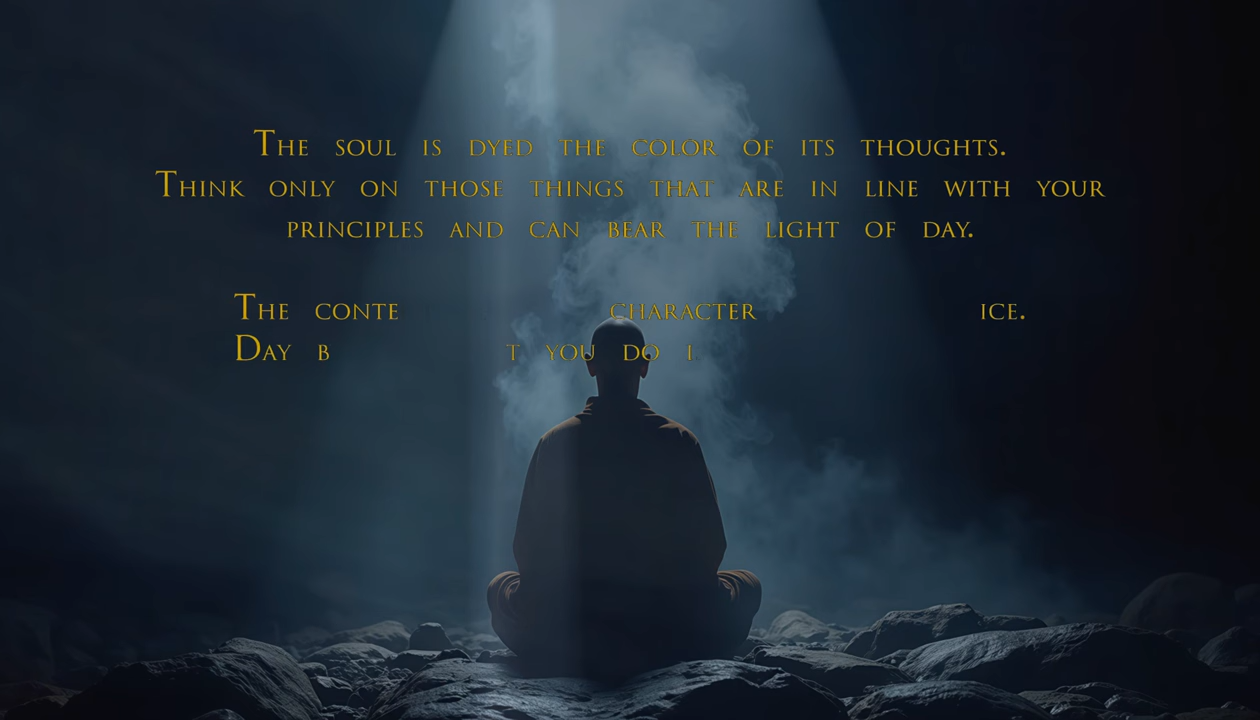 The soul is dyed the color of its thoughts.
Think only on those things that are in line with your
principles and can bear the light of day.
The conte character ice.
Day b t you do i